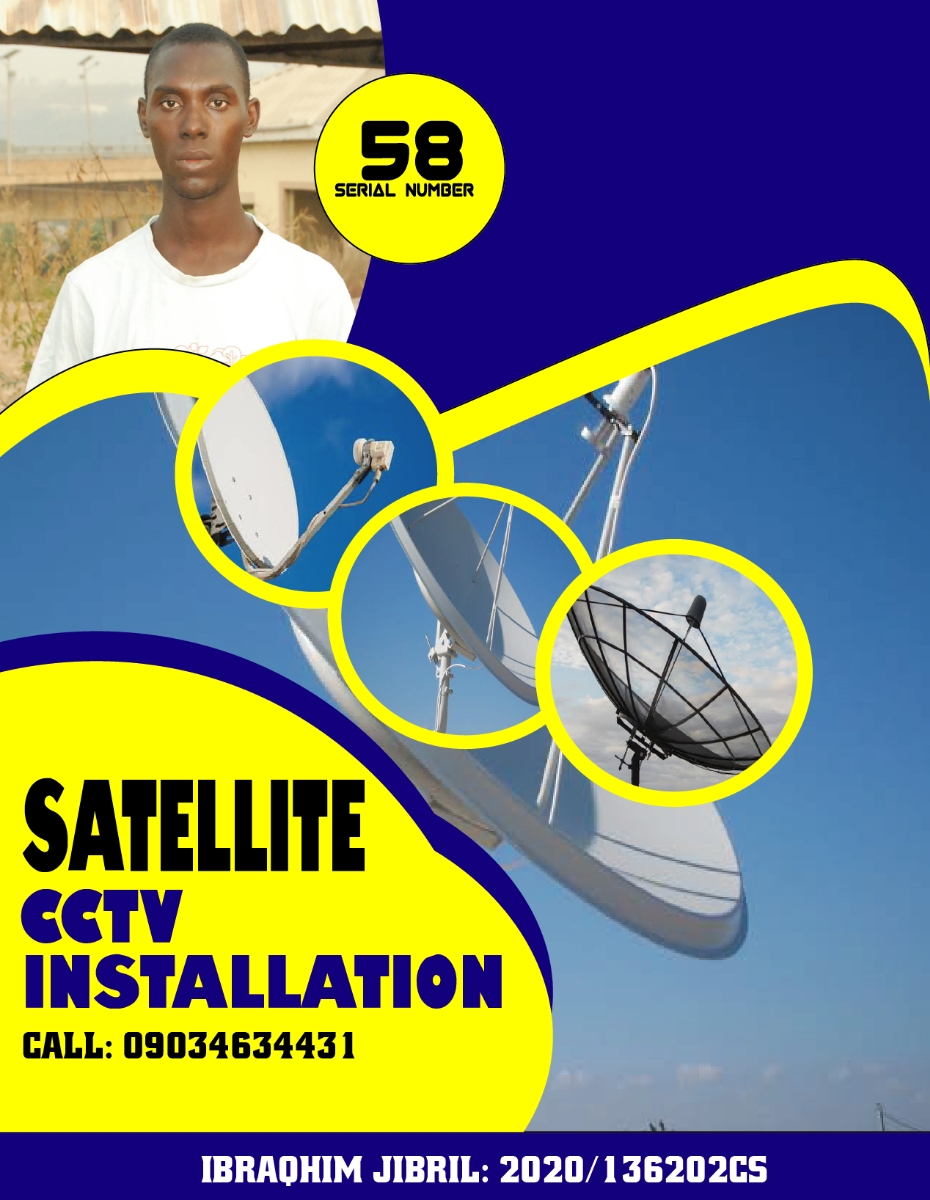 58
SERIAL NUMBER
SATELLITE
CCTV
INSTALLATION
CALL: 09034634431
IBRAQHIM JIBRIL: 2020/136202CS